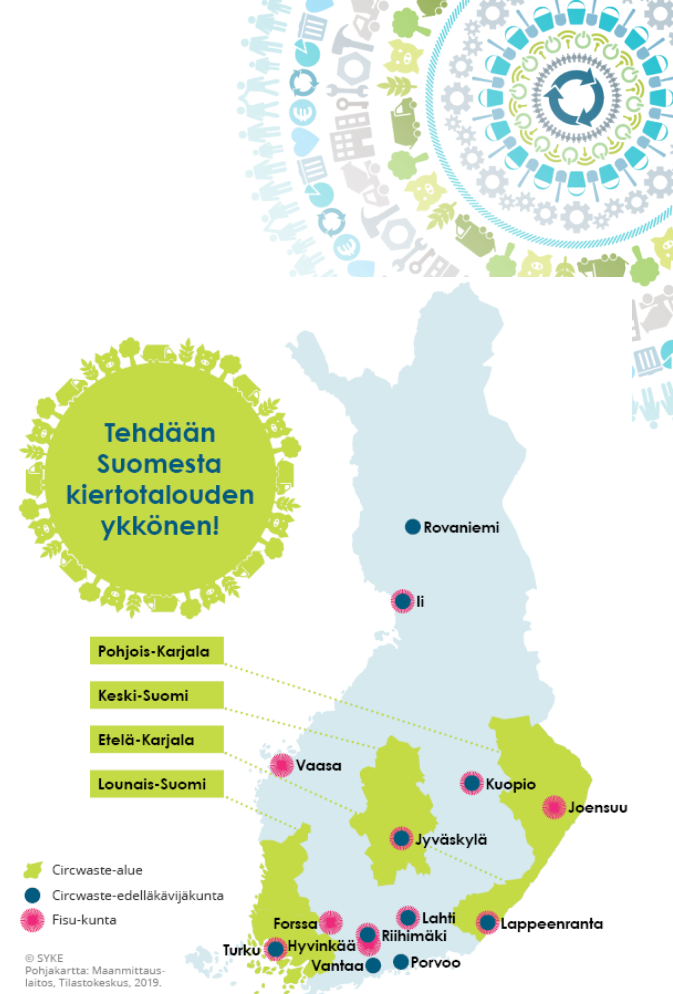 Tehdään
Suomesta
kiertotalouden
ykkönen!
Rovaniemi
Ii
Pohjois-Karjala
Keski-Suomi
Etelä-Karjala
Lounais-Suomi
Vaasa
Kuopio
Joensuu
Jyväskylä
Circwaste-alue
Circwaste-edelläkävijäkunta
Fisu-kunta
Forssa
Lahti
Lappeenranta
Riihimäki
Turku
Hyvinkää
Vantaa
Porvoo
© SYKE
Pohjakartta: Maanmittaus-
laitos, Tilastokeskus, 2019.